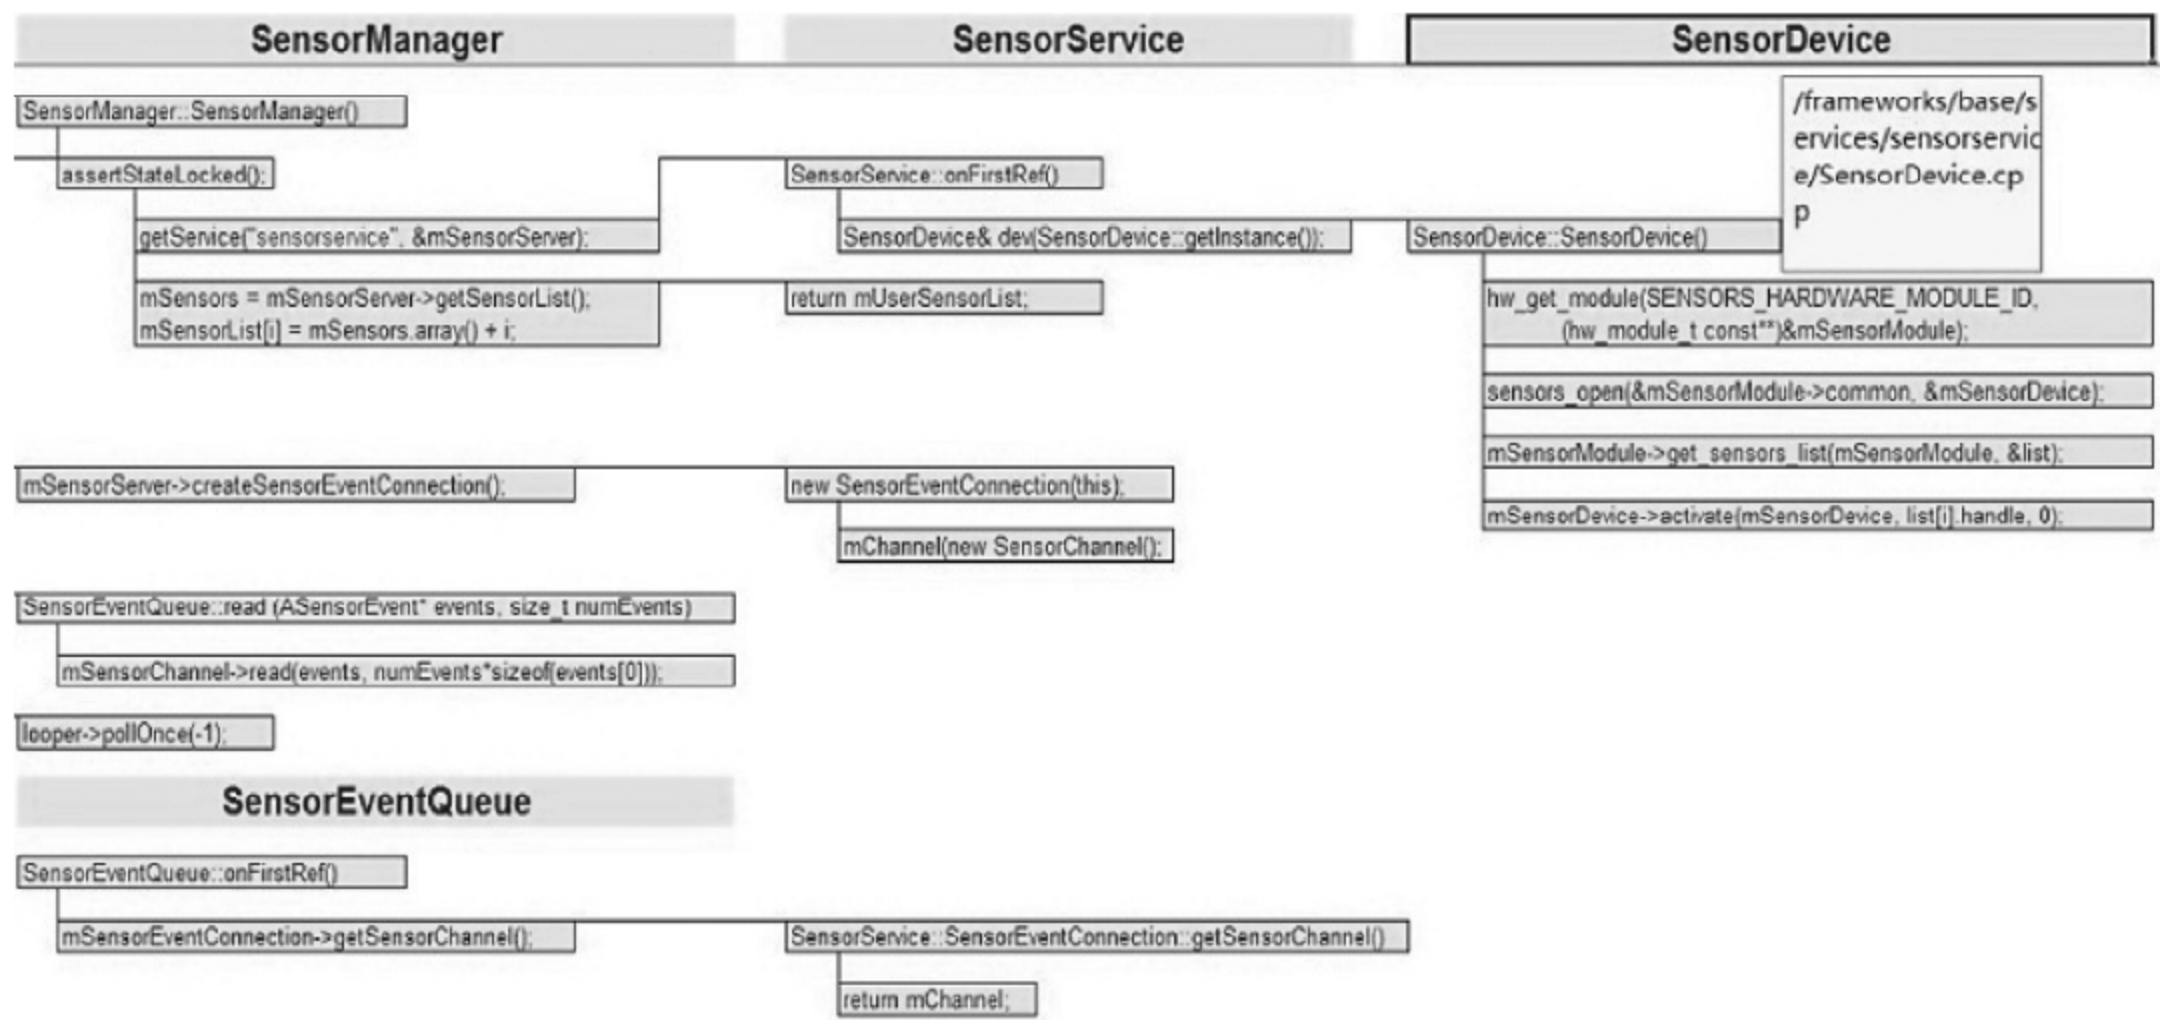 SensorManager
SensorService
SensorDevice
SensorManager::SensorManager()
assertStateLocked();
getService("sensorservice", &mSensorServer);
mSensors = mSensorServer->getSensorList();
mSensorList[i] = mSensors.array() + i;
SensorService::onFirstRef()
SensorDevice& dev(SensorDevice::getInstance());
return mUserSensorList;
/frameworks/base/s
ervices/sensorservic
e/SensorDevice.cp
p
SensorDevice::SensorDevice()
hw_get_module(SENSORS_HARDWARE_MODULE_ID,
(hw_module_t const**)&mSensorModule);
sensors_open(&mSensorModule->common, &mSensorDevice);
mSensorModule->get_sensors_list(mSensorModule, &list);
mSensorDevice->activate(mSensorDevice, list[i].handle, 0);
mSensorServer->createSensorEventConnection();
new SensorEventConnection(this);
mChannel(new SensorChannel();
SensorEventQueue::read (ASensorEvent* events, size_t numEvents)
mSensorChannel->read(events, numEvents*sizeof(events[0]));
looper->pollOnce(-1);
SensorEventQueue
SensorEventQueue::onFirstRef()
mSensorEventConnection->getSensorChannel();
SensorService::SensorEventConnection::getSensorChannel()
return mChannel;